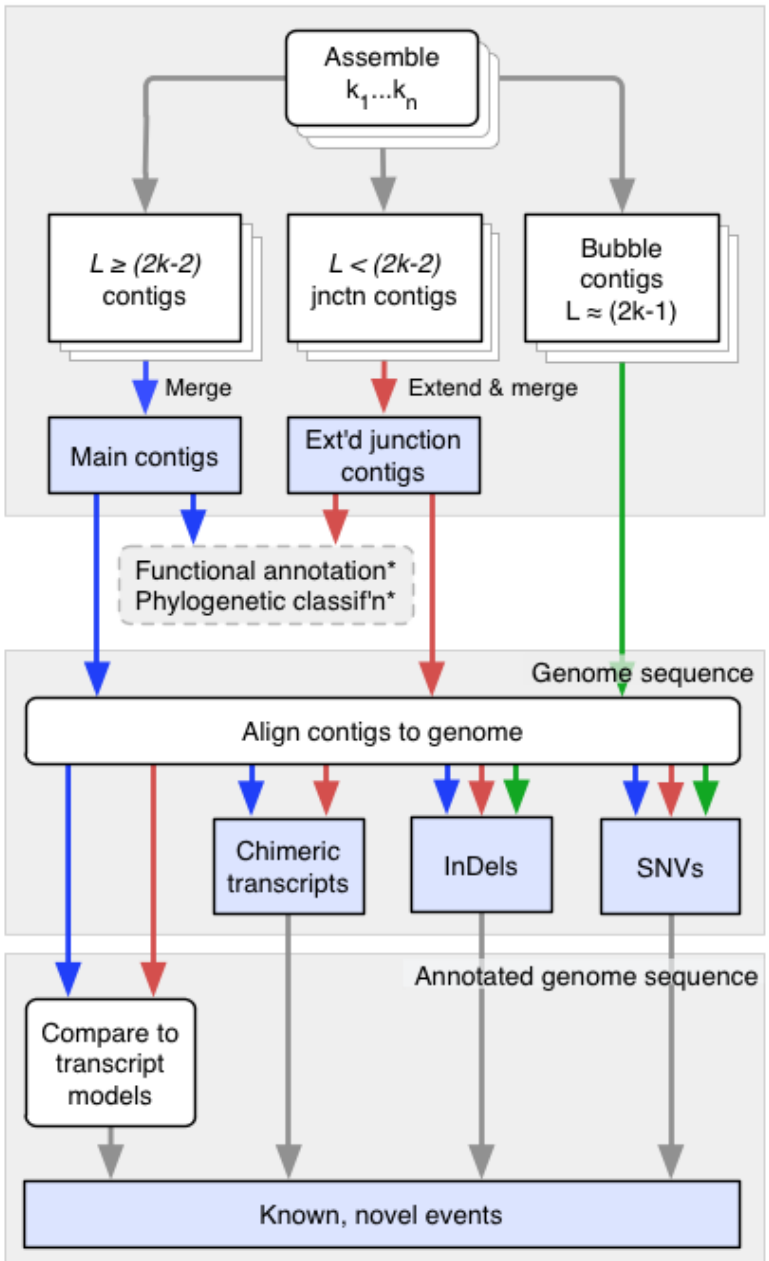 Assemble
k1...kn
L ≥ (2k-2)
contigs
L < (2k-2)
jnctn contigs
Bubble
contigs
L ≈ (2k-1)
Merge
Extend & merge
Main contigs
Ext'd junction
contigs
Functional annotation*
Phylogenetic classif'n*
Genome sequence
Align contigs to genome
Chimeric
transcripts
InDels
SNVs
Annotated genome sequence
Compare to
transcript
models
Known, novel events